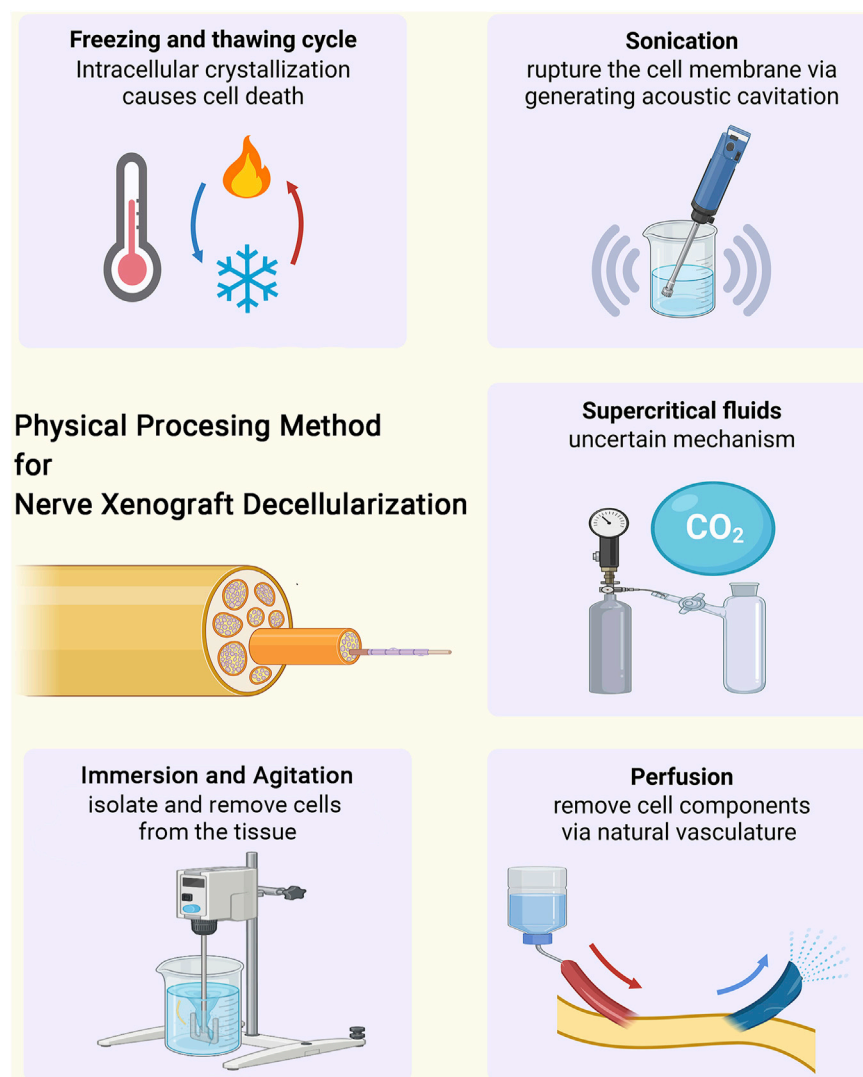 Freezing and thawing cycle
Intracellular crystallization
causes cell death
Sonication
rupture the cell membrane via
generating acoustic cavitation
Physical Procesing Method
for
Nerve Xenograft Decellularization
Supercritical fluids
uncertain mechanism
CO₂
Immersion and Agitation
isolate and remove cells
from the tissue
Perfusion
remove cell components
via natural vasculature